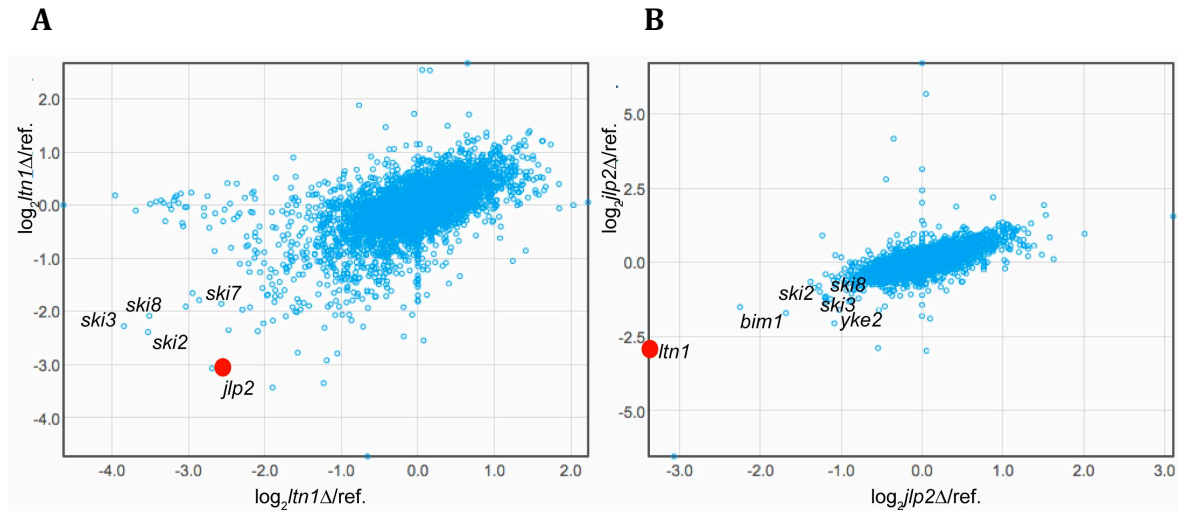 A
B
log2ltn1Δ/ref.
2.0
1.0
0.0
-1.0
-2.0
-3.0
-4.0
ski7
ski8
ski3
ski2
jlp2
-4.0 -3.0 -2.0 -1.0 0.0 1.0 2.0
log2ltn1Δ/ref.
log2jlp2Δ/ref.
5.0
2.5
0.0
-2.5
-5.0
ski8
ski2
ski3
bim1
yke2
ltn1
-3.0 -2.0 -1.0 0.0 1.0 2.0 3.0
log2jlp2Δ/ref.